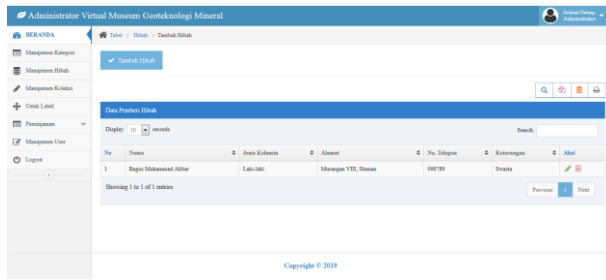 Administrator Virtual Museum Geoteknologi Mineral
Selamat Datang,
Administrator
BERANDA
Manajemen Kategori
Manajemen Hibah
Manajemen Koleksi
Cetak Label
Peminjaman
Manajemen User
Logout
Tabel > Hibah > Tambah Hibah
Tambah Hibah
Data Pemberi Hibah
Display 10 records
Search:
No Nama Jenis Kelamin Alamat No. Telepon Keterangan Aksi
1 Bagus Muhammad Akbar Laki-laki Murangan VIII, Sleman 098789 Swasta
Showing 1 to 1 of 1 entries
Previous 1 Next
Copyright © 2019